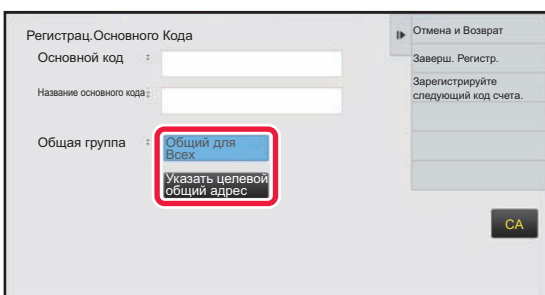 Регистрац.Основного Кода
Основной код :
Название основного кода :
Общая группа :
Общий для
Всех
Указать целевой
общий адрес
Отмена и Возврат
Заверш. Регистр.
Зарегистрируйте
следующий код счета.
CA